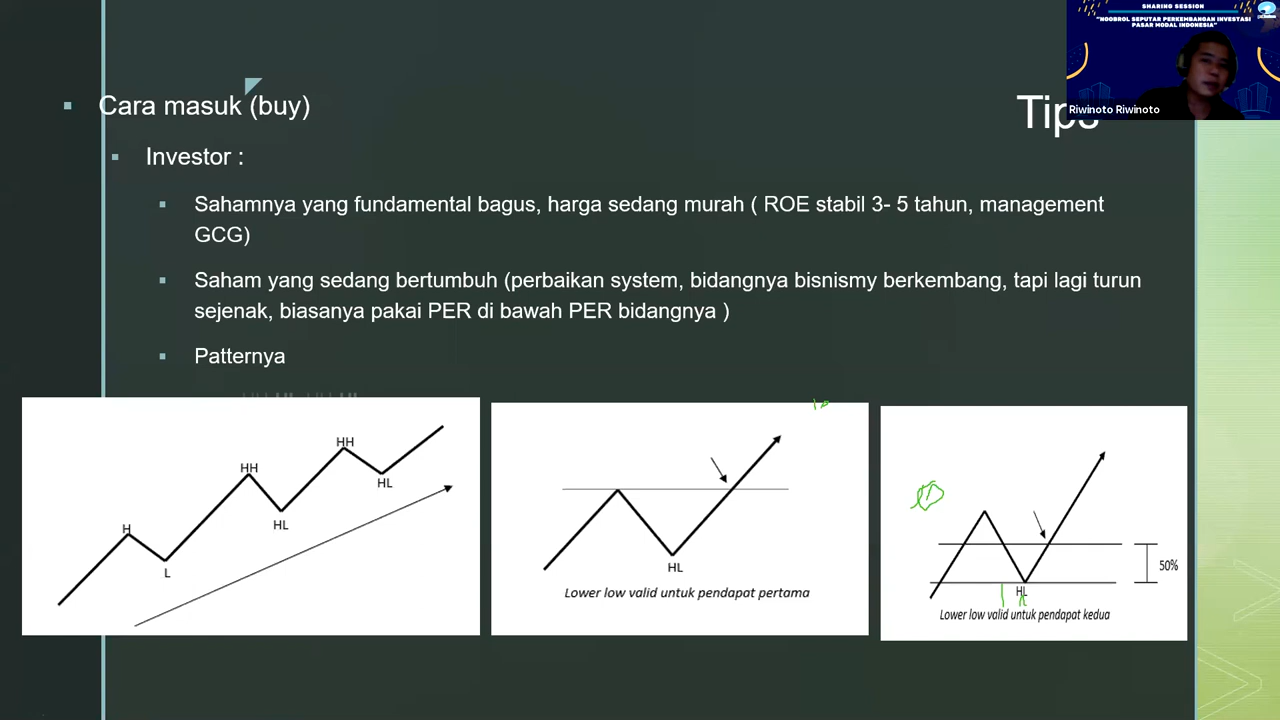 SHARING SESSION
"NGOBROL SEPUTAR PERKEMBANGAN INVESTASI
PASAR MODAL INDONESIA"
Riwinoto Riwinoto
Tips
Cara masuk (buy)
Investor :
Sahamnya yang fundamental bagus, harga sedang murah ( ROE stabil 3- 5 tahun, management
GCG)
Saham yang sedang bertumbuh (perbaikan system, bidangnya bisnismy berkembang, tapi lagi turun
sejenak, biasanya pakai PER di bawah PER bidangnya )
Patternya
H
L
HH
HL
HH
HL
HL
Lower low valid untuk pendapat pertama
50%
HL
Lower low valid untuk pendapat kedua